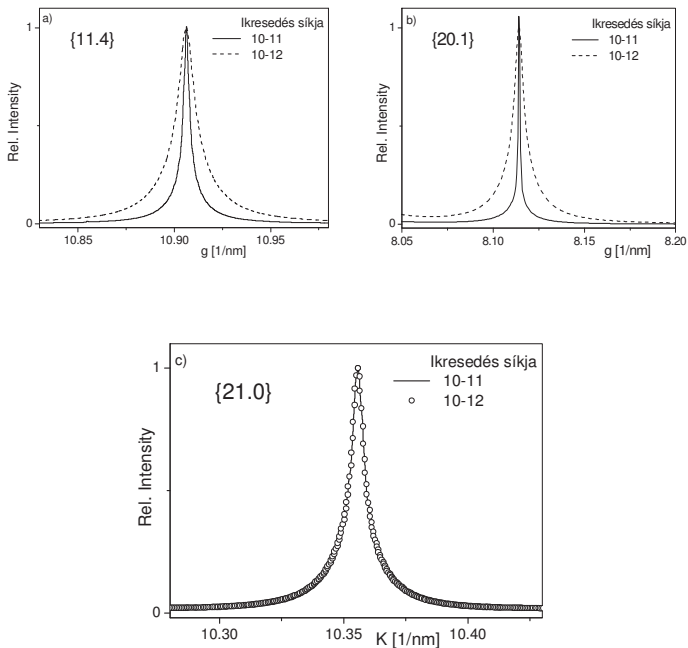 a)
{11.4}
Ikresedés síkja
10-11
10-12
Rel. Intensity
1
0
10.85
10.90
10.95
g [1/nm]
b)
{20.1}
Ikresedés síkja
10-11
10-12
Rel. Intensity
1
0
8.05
8.10
8.15
8.20
g [1/nm]
c)
{21.0}
Ikresedés síkja
10-11
10-12
Rel. Intensity
1
0
10.30
10.35
10.40
K [1/nm]